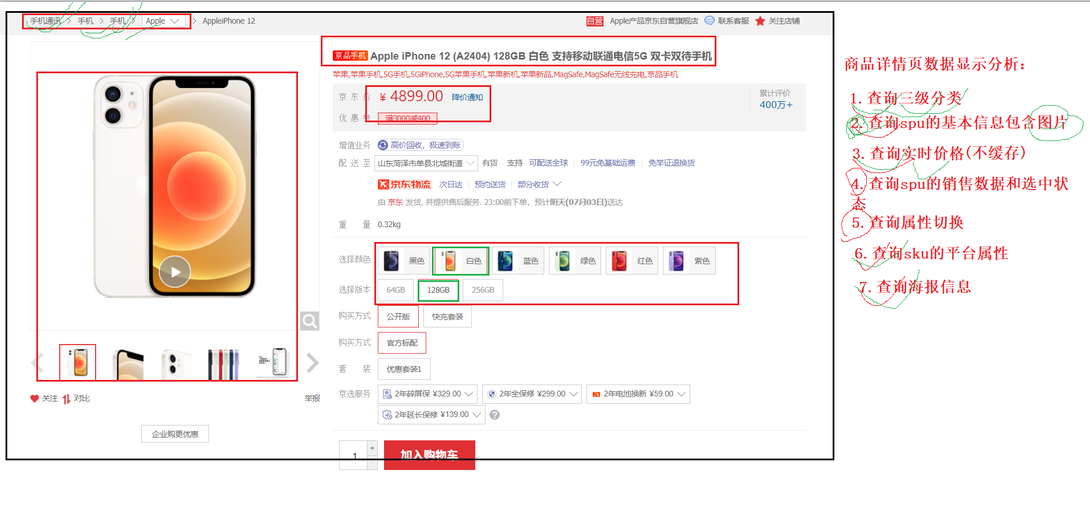 手机通讯 > 手机 > 手机 > Apple > AppleiPhone 12
自营 Apple产品京东自营旗舰店 联系客服 关注店铺
京品手机 Apple iPhone 12 (A2404) 128GB 白色 支持移动联通电信5G 双卡双待手机
苹果,苹果手机,5G手机,5GiPhone,5G苹果手机,苹果新机,苹果新品,MagSafe,MagSafe无线充电,京品手机
京东价 ¥ 4899.00 降价通知 累计评价
400万+
优惠券 满3000减400
增值业务 高价回收，极速到账
配送至 山东菏泽市单县北城街道 有货 支持 可配送全球 99元免基础运费 免举证退换货
京东物流 次日达 预约送货 部分收货
由 京东 发货, 并提供售后服务. 23:00前下单，预计明天(07月03日)送达
重量 0.32kg
选择颜色 黑色 白色 蓝色 绿色 红色 紫色
选择版本 64GB 128GB 256GB
购买方式 公开版 快充套装
购买方式 官方标配
套装 优惠套装1
京选服务 2年碎屏保 ¥329.00 2年全保修 ¥299.00 2年电池换新 ¥59.00
2年延长保修 ¥139.00
关注 对比 举报
企业购更优惠
1 + 加入购物车
商品详情页数据显示分析:
1.查询三级分类
2.查询spu的基本信息包含图片
3.查询实时价格(不缓存)
4.查询spu的销售数据和选中状
态
5.查询属性切换
6.查询sku的平台属性
7.查询海报信息